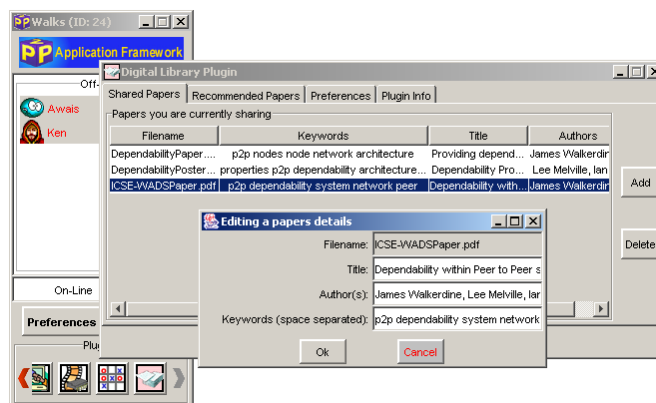 Walks (ID: 24)
PP Application Framework
Off-
Awais
Ken
On-Line
Preferences
Plu
Digital Library Plugin
Shared Papers Recommended Papers Preferences Plugin Info
Papers you are currently sharing
Filename Keywords Title Authors
DependabilityPaper.... p2p nodes node network architecture Providing depend... James Walkerdin
DependabilityPoster... properties p2p dependability architecture... Dependability Pro... Lee Melville, Ian
ICSE-WADSPaper.pdf p2p dependability system network peer Dependability with... James Walkerdin
Add
Delete
Editing a papers details
Filename: ICSE-WADSPaper.pdf
Title: Dependability within Peer to Peer s
Author(s): James Walkerdine, Lee Melville, Ian
Keywords (space separated): p2p dependability system network
Ok Cancel